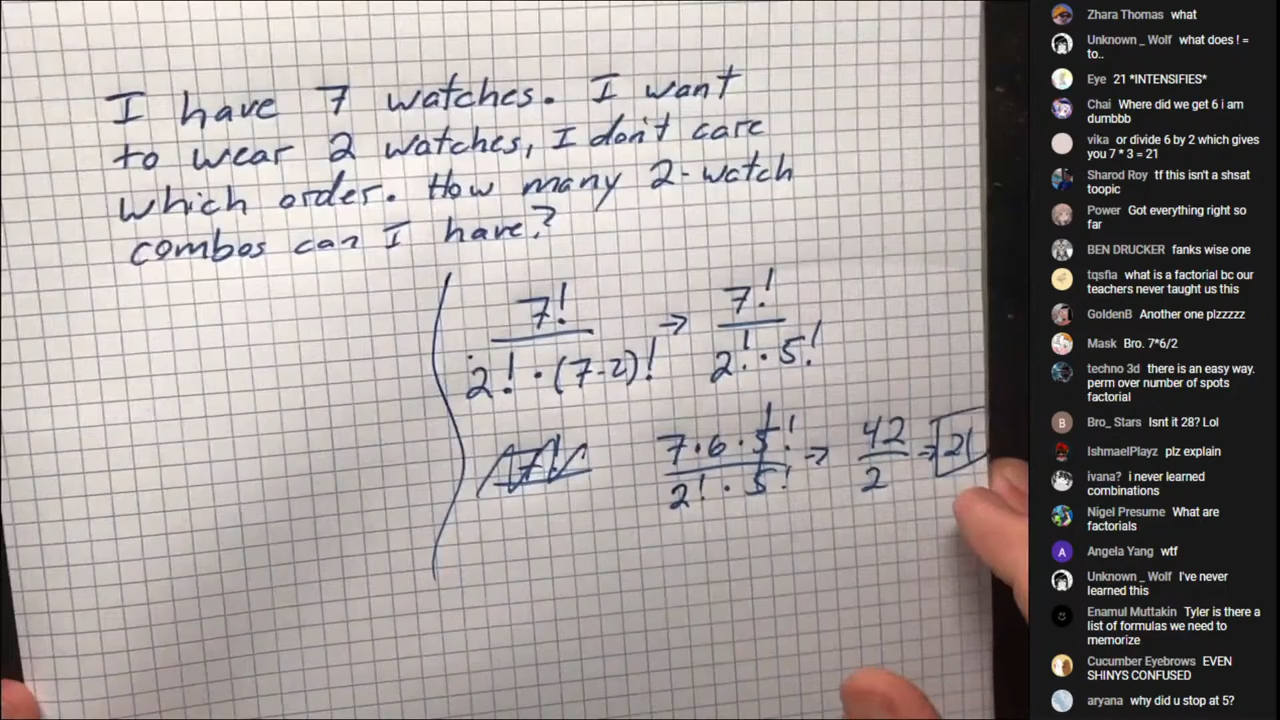 I have 7 watches. I want
to wear 2 watches, I don't care
which order. How many 2-watch
combos can I have?
7! / 2! · (7-2)! → 7! / 2! · 5!
7 · 6 · 5! / 2! · 5! → 42 / 2 → 21
Zhara Thomas what
Unknown _ Wolf what does ! =
to..
Eye 21 *INTENSIFIES*
Chai Where did we get 6 i am
dumbbb
vika or divide 6 by 2 which gives
you 7 * 3 = 21
Sharod Roy tf this isn't a shsat
toopic
Power Got everything right so
far
BEN DRUCKER fanks wise one
tqsfia what is a factorial bc our
teachers never taught us this
GoldenB Another one plzzzzz
Mask Bro. 7*6/2
techno 3d there is an easy way.
perm over number of spots
factorial
Bro_ Stars Isnt it 28? Lol
IshmaelPlayz plz explain
ivana? i never learned
combinations
Nigel Presume What are
factorials
Angela Yang wtf
Unknown _ Wolf I've never
learned this
Enamul Muttakin Tyler is there a
list of formulas we need to
memorize
Cucumber Eyebrows EVEN
SHINYS CONFUSED
aryana why did u stop at 5?